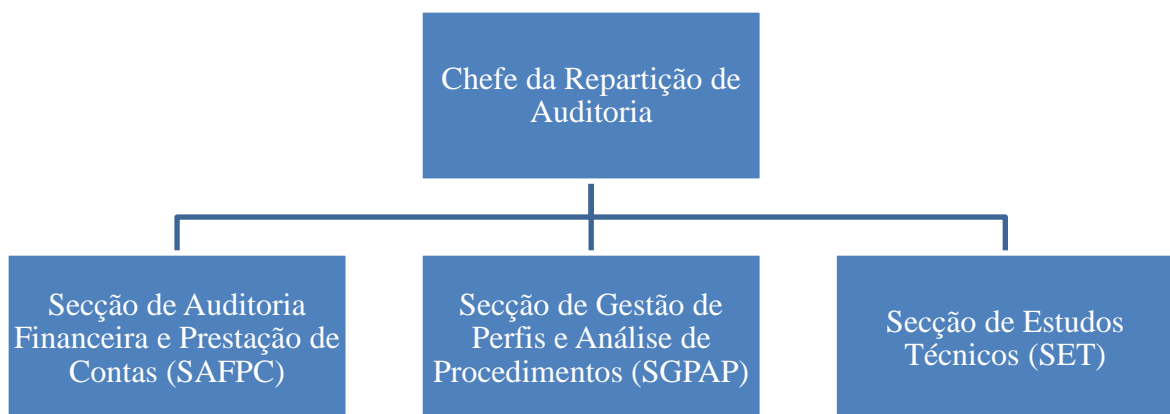 Chefe da Repartição de
Auditoria
Secção de Auditoria
Financeira e Prestação de
Contas (SAFPC)
Secção de Gestão de
Perfis e Análise de
Procedimentos (SGPAP)
Secção de Estudos
Técnicos (SET)